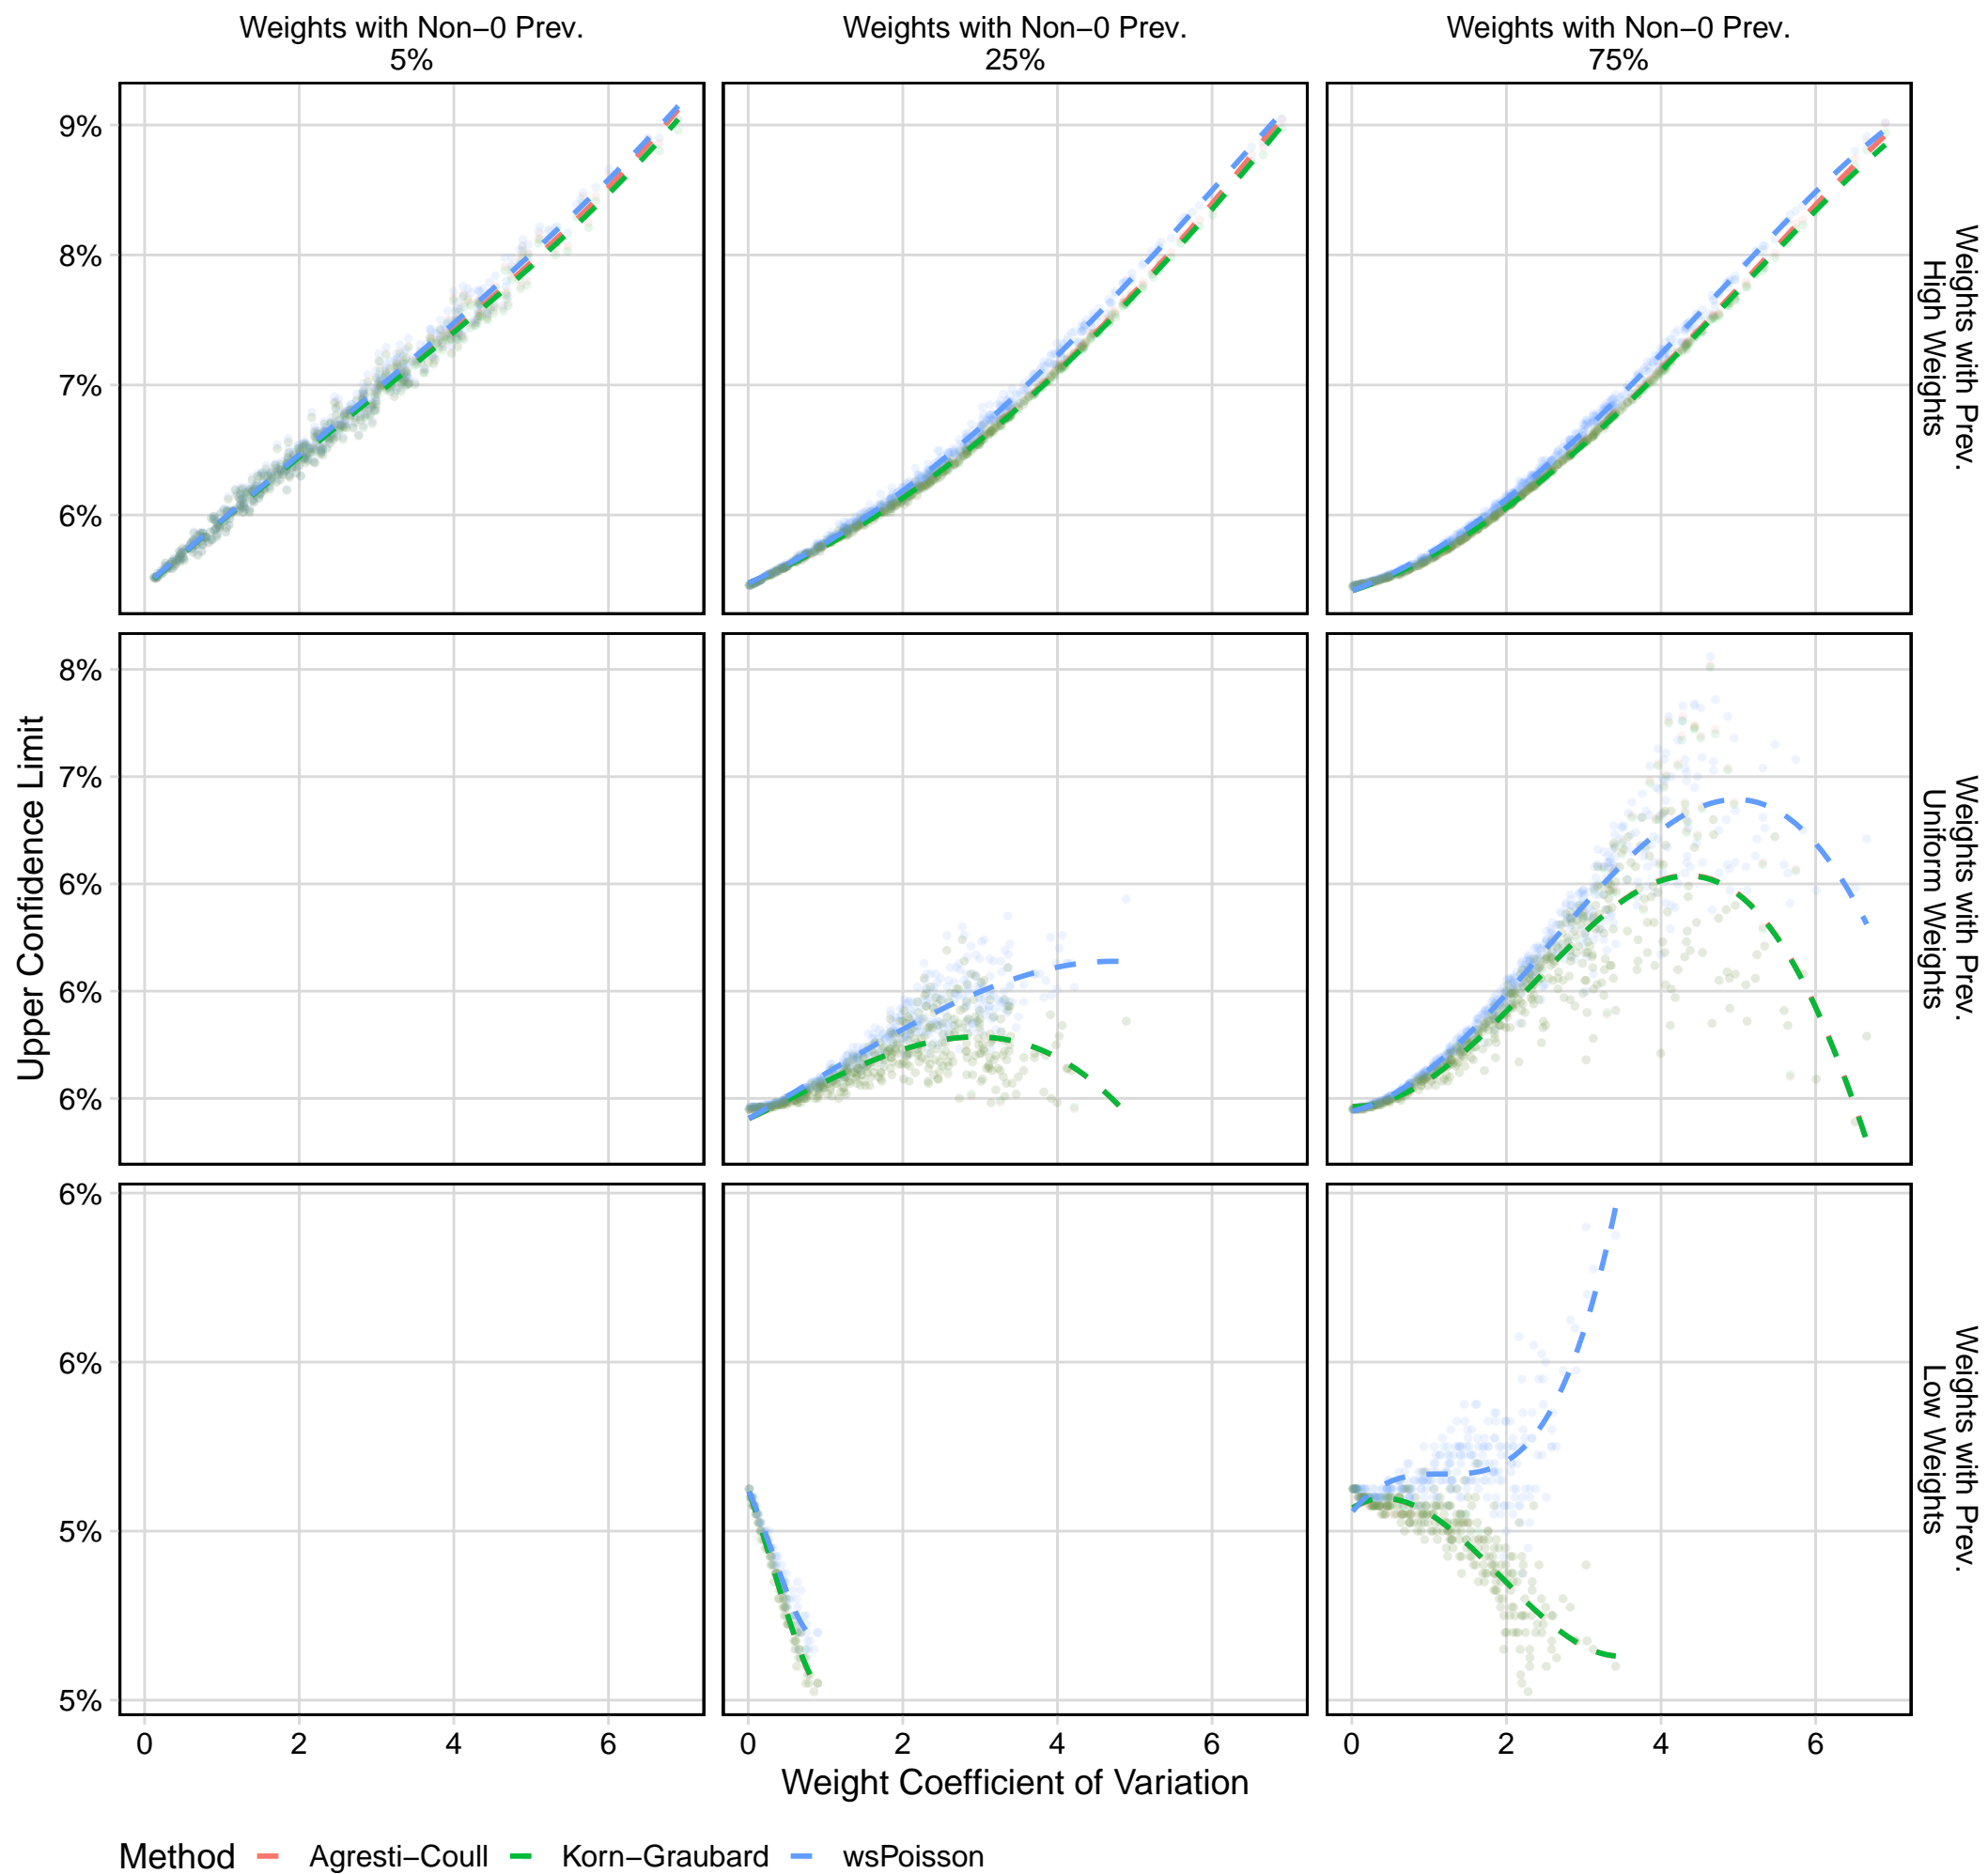 Weights with Non−0 Prev.
5%
Weights with Non−0 Prev.
25%
Weights with Non−0 Prev.
75%
9%
8%
7%
6%
Weights with Prev.
High Weights
Upper Confidence Limit
8%
7%
6%
6%
6%
Weights with Prev.
Uniform Weights
6%
6%
5%
5%
Weights with Prev.
Low Weights
0 2 4 6
0 2 4 6
0 2 4 6
Weight Coefficient of Variation
Method Agresti−Coull Korn−Graubard wsPoisson